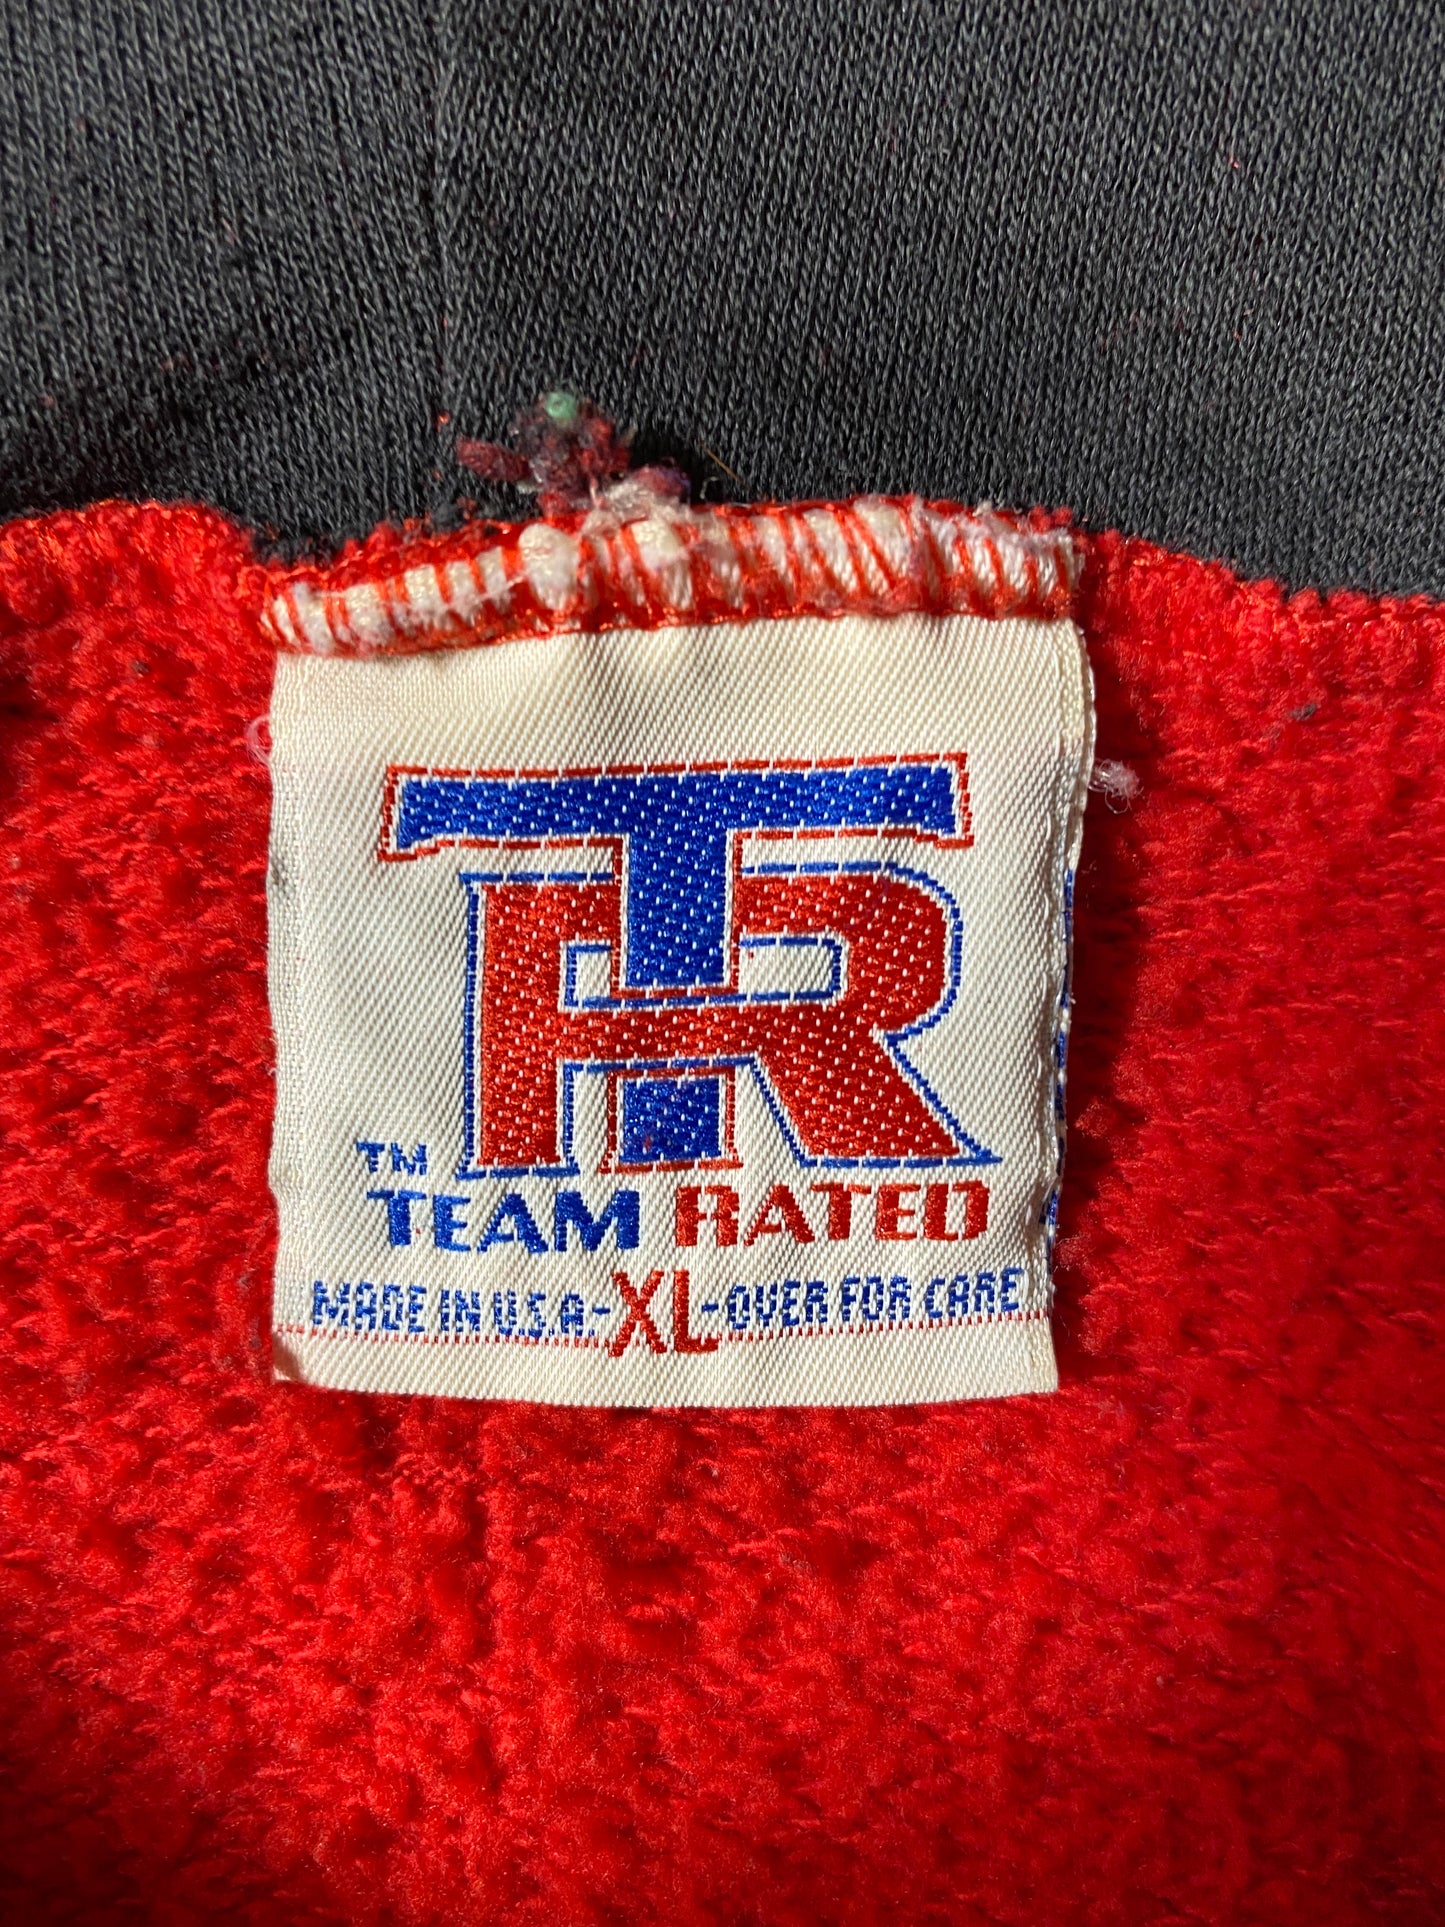 TR
TM
TEAM RATED
MADE IN U.S.A.-XL-OVER FOR CARE